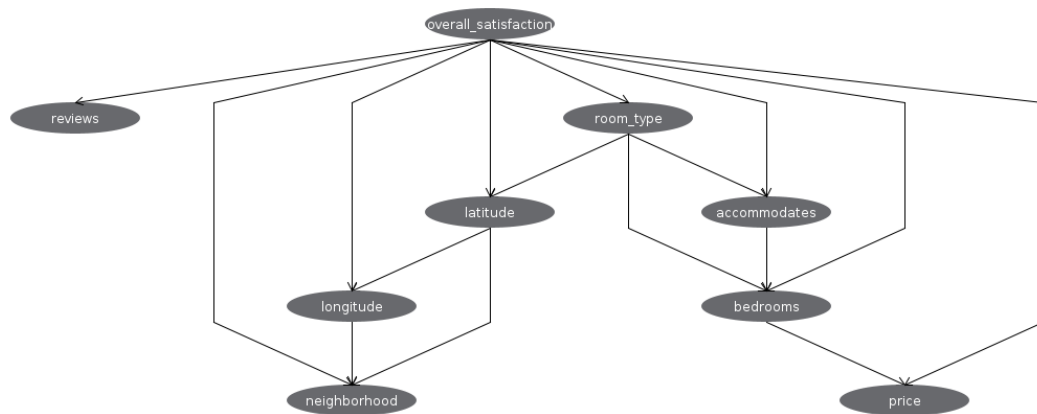 overall_satisfaction
reviews
room_type
latitude
accommodates
longitude
bedrooms
neighborhood
price